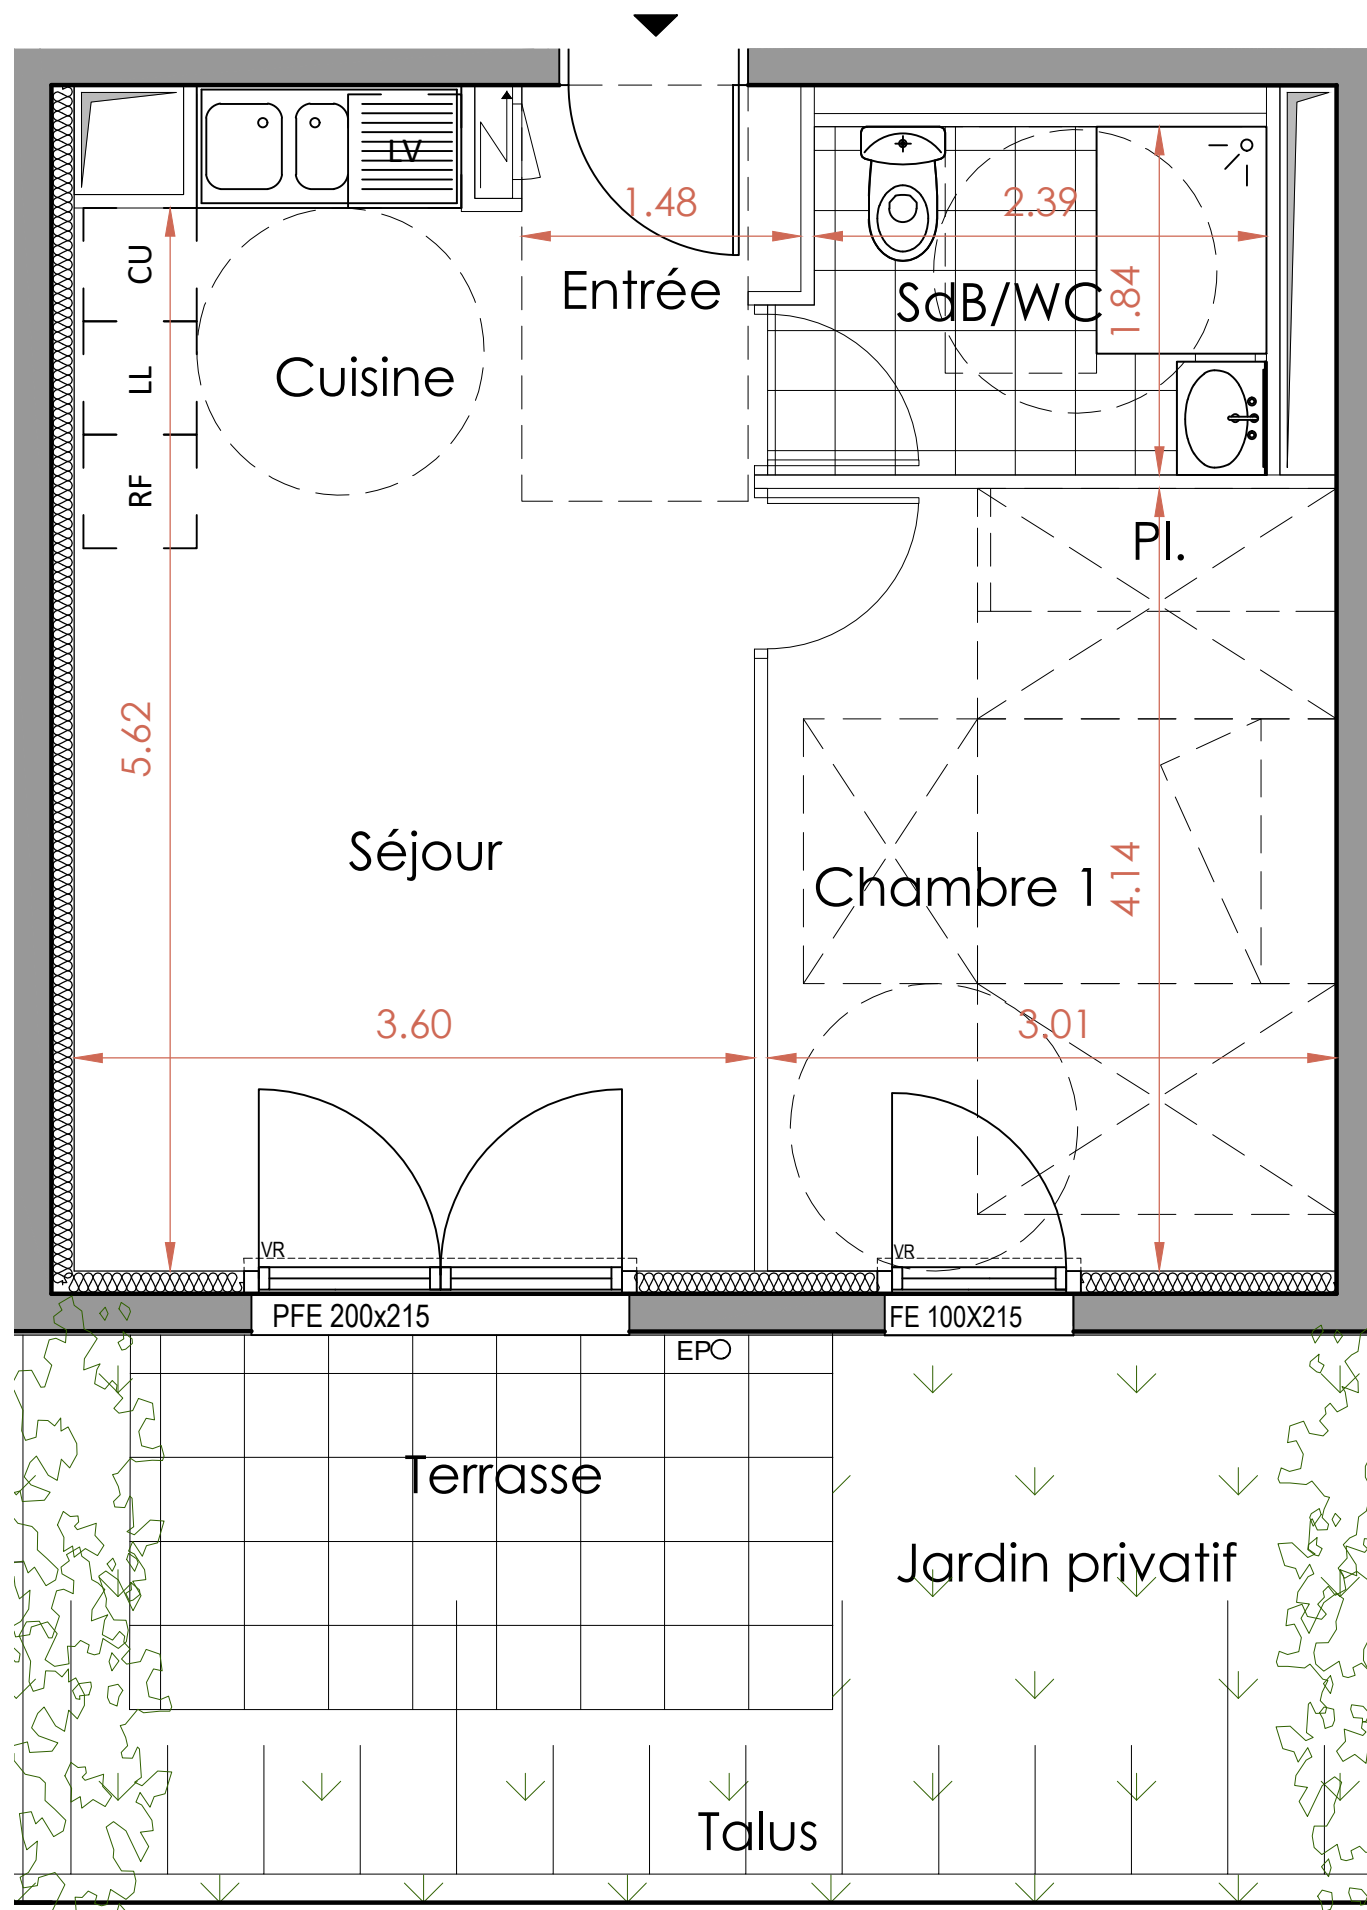 LV
1.48
2.39
CU
Entrée
SdB/WC
1.84
LL
Cuisine
RF
Pl.
5.62
Séjour
Chambre 1
4.14
3.60
3.01
VR
VR
PFE 200x215
FE 100X215
EP
Terrasse
Jardin privatif
Talus